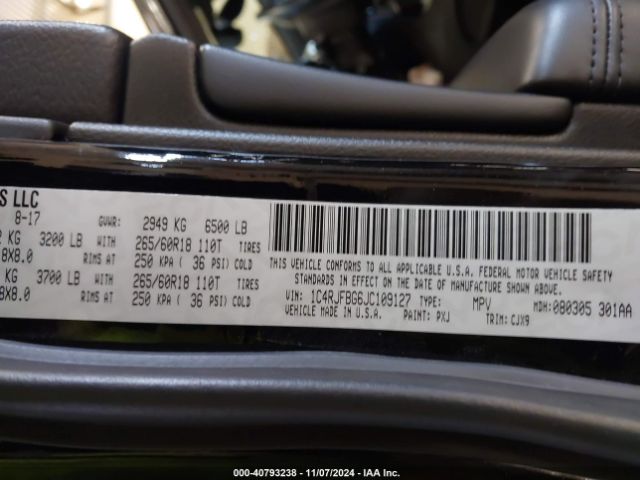 S LLC
8-17 GVWR: 2949 KG 6500 LB
KG 3200 LB WITH 265/60R18 110T TIRES
8X8.0 RIMS AT 250 KPA ( 36 PSI) COLD
KG 3700 LB WITH 265/60R18 110T TIRES
8X8.0 RIMS AT 250 KPA ( 36 PSI) COLD
THIS VEHICLE CONFORMS TO ALL APPLICABLE U.S.A. FEDERAL MOTOR VEHICLE SAFETY
STANDARDS IN EFFECT ON THE DATE OF MANUFACTURE SHOWN ABOVE.
VIN: 1C4RJFBG6JC109127 TYPE: MPV MDH: 080305 301AA
VEHICLE MADE IN U.S.A. PAINT: PXJ TRIM: CJX9
000-40793238 - 11/07/2024 - IAA Inc.